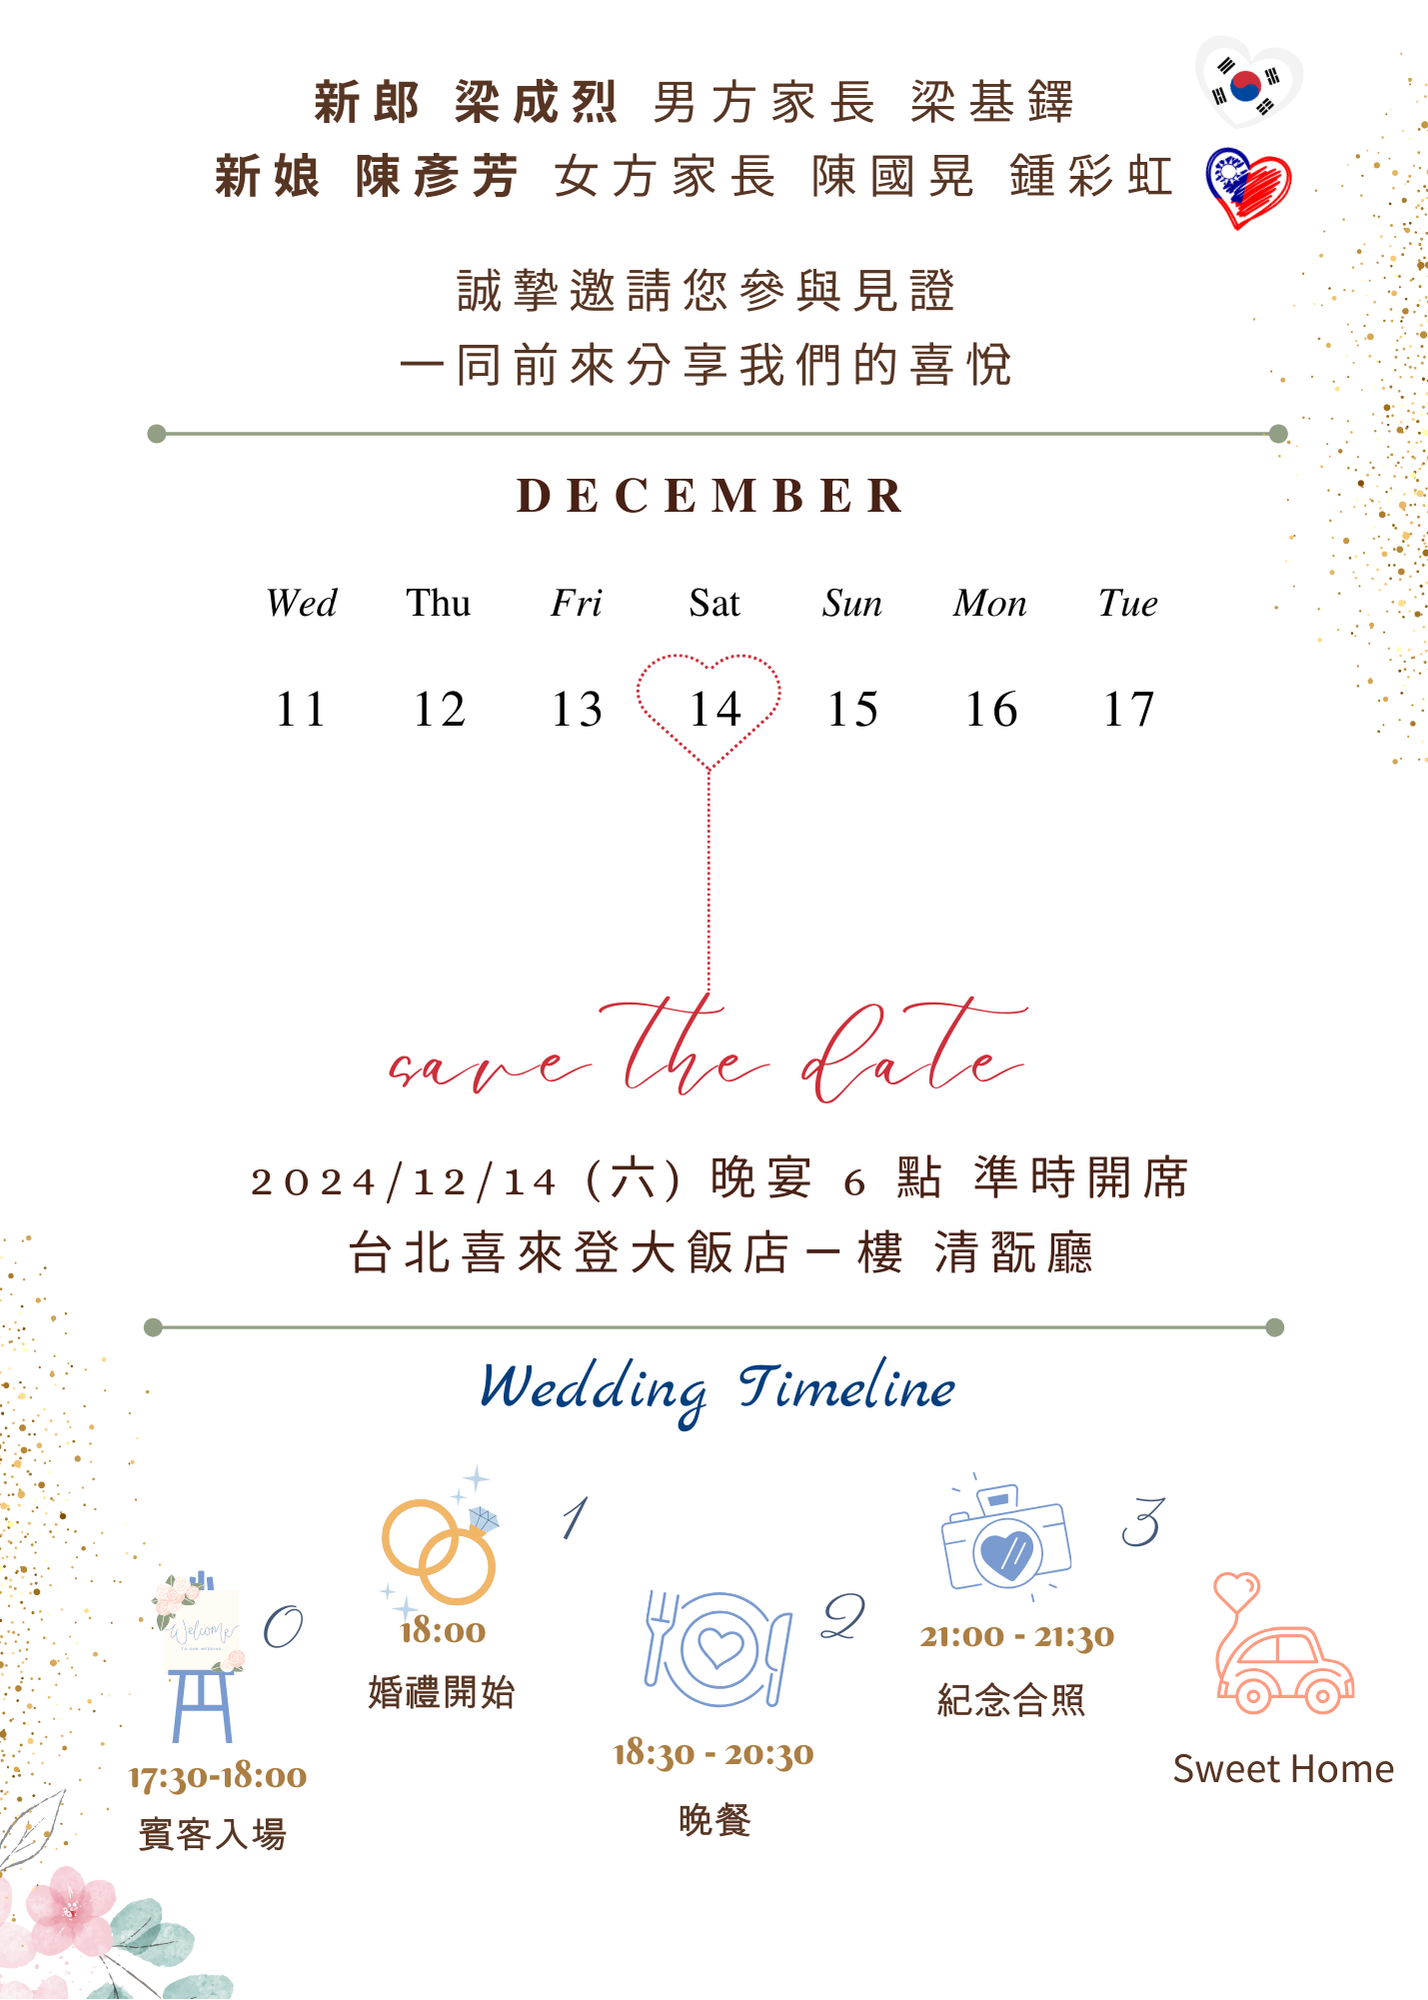 新郎 梁成烈 男方家長 梁基鐸
新娘 陳彥芳 女方家長 陳國晃 鍾彩虹
誠摯邀請您參與見證
一同前來分享我們的喜悅
DECEMBER
Wed Thu Fri Sat Sun Mon Tue
11 12 13 14 15 16 17
save the date
2024/12/14 (六) 晚宴 6 點 準時開席
台北喜來登大飯店一樓 清翫廳
Wedding Timeline
0
Welcome
TO OUR WEDDING
17:30-18:00
賓客入場
1
18:00
婚禮開始
2
18:30 - 20:30
晚餐
3
21:00 - 21:30
紀念合照
Sweet Home